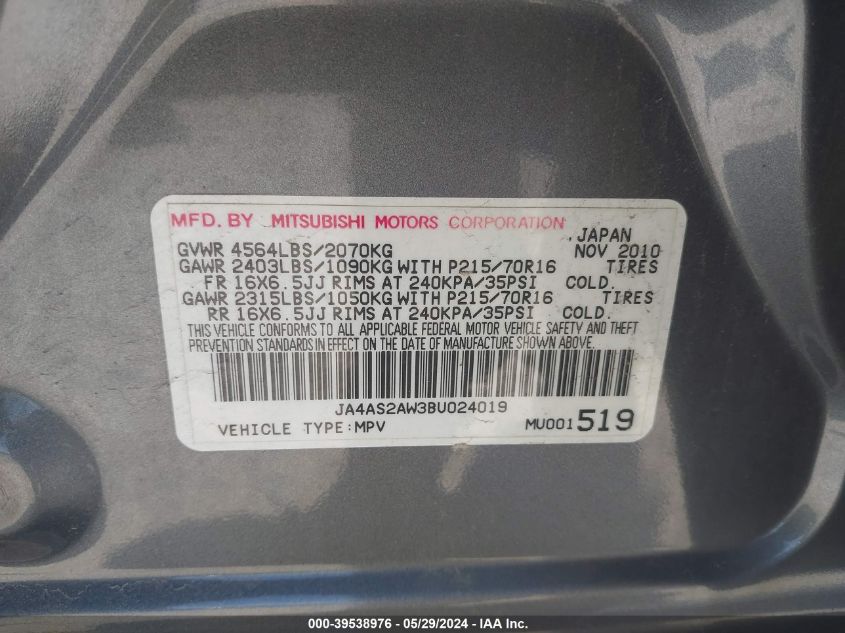 MFD. BY MITSUBISHI MOTORS CORPORATION
, JAPAN
GVWR 4564LBS/2070KG NOV 2010
GAWR 2403LBS/1090KG WITH P215/70R16 TIRES
FR 16X6.5JJ RIMS AT 240KPA/35PSI COLD.
GAWR 2315LBS/1050KG WITH P215/70R16 TIRES
RR 16X6.5JJ RIMS AT 240KPA/35PSI COLD.
THIS VEHICLE CONFORMS TO ALL APPLICABLE FEDERAL MOTOR VEHICLE SAFETY AND THEFT
PREVENTION STANDARDS IN EFFECT ON THE DATE OF MANUFACTURE SHOWN ABOVE.
JA4AS2AW3BU024019
VEHICLE TYPE:MPV MU001519
000-39538976 - 05/29/2024 - IAA Inc.